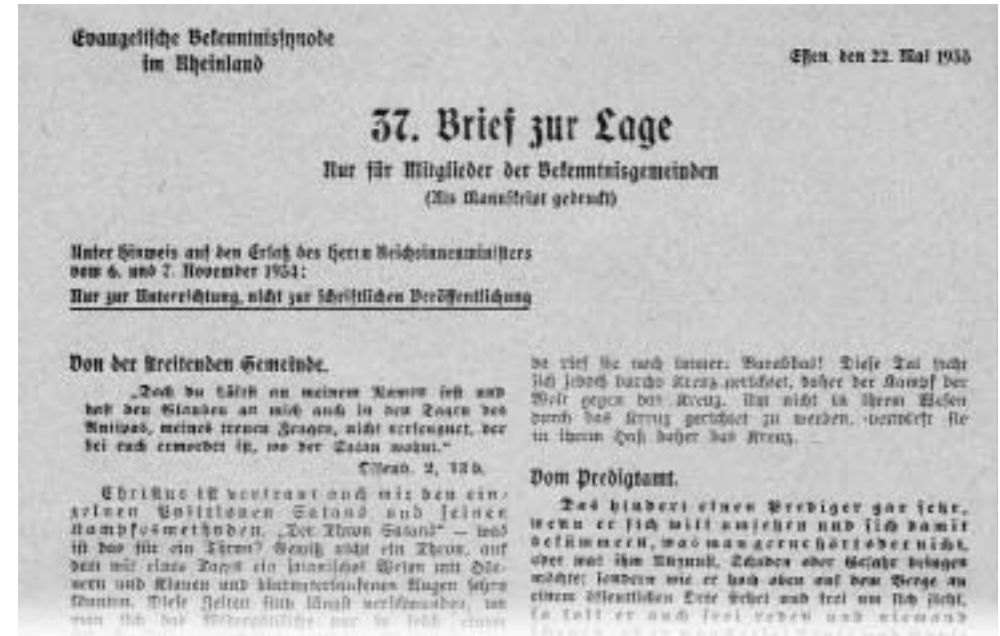 Evangelische Bekenntnissynode
im Rheinland
Essen, den 22. Mai 1935
37. Brief zur Lage
Nur für Mitglieder der Bekenntnisgemeinden
(Als Manuskript gedruckt)
Unter Hinweis auf den Erlaß des Herrn Reichsinnenministers
vom 6. und 7. November 1934:
Nur zur Unterrichtung, nicht zur schriftlichen Veröffentlichung
Von der streitenden Gemeinde.
„Doch du hältst an meinem Namen fest und
hast den Glauben an mich auch in den Tagen des
Antipas, meines treuen Zeugen, nicht verleugnet, der
bei euch ermordet ist, wo der Satan wohnt.“
Offenb. 2, 13 b.
Christus ist vertraut auch mit den ein-
zelnen Positionen Satans und seinen
Kampfesmethoden. „Der Thron Satans“ — was
ist das für ein Thron? Gewiß nicht ein Thron, auf
dem mir eines Tages ein satanisches Wesen mit Hör-
nern und Klauen und blutunterlaufenen Augen sehen
könnten. Diese Zeiten sind längst verschwunden, wo
man sich das
da rief sie noch immer: Barabbas! Diese Tat sieht
sich jedoch durchs Kreuz gerichtet, daher der Kampf der
Welt gegen das Kreuz. Um nicht in ihrem Wesen
durch das Kreuz gerichtet zu werden, verwirft sie
in ihrem Haß daher das Kreuz.
Vom Predigtamt.
Das hindert einen Prediger gar sehr,
wenn er sich will umsehen und sich damit
bekümmern, was man gerne hört oder nicht,
oder was ihm Ungunst, Schaden oder Gefahr bringen
möchte; sondern wie er hoch oben auf dem Berge an
einem öffentlichen Orte stehet und frei um sich sieht,
so soll er auch frei reden und niemand